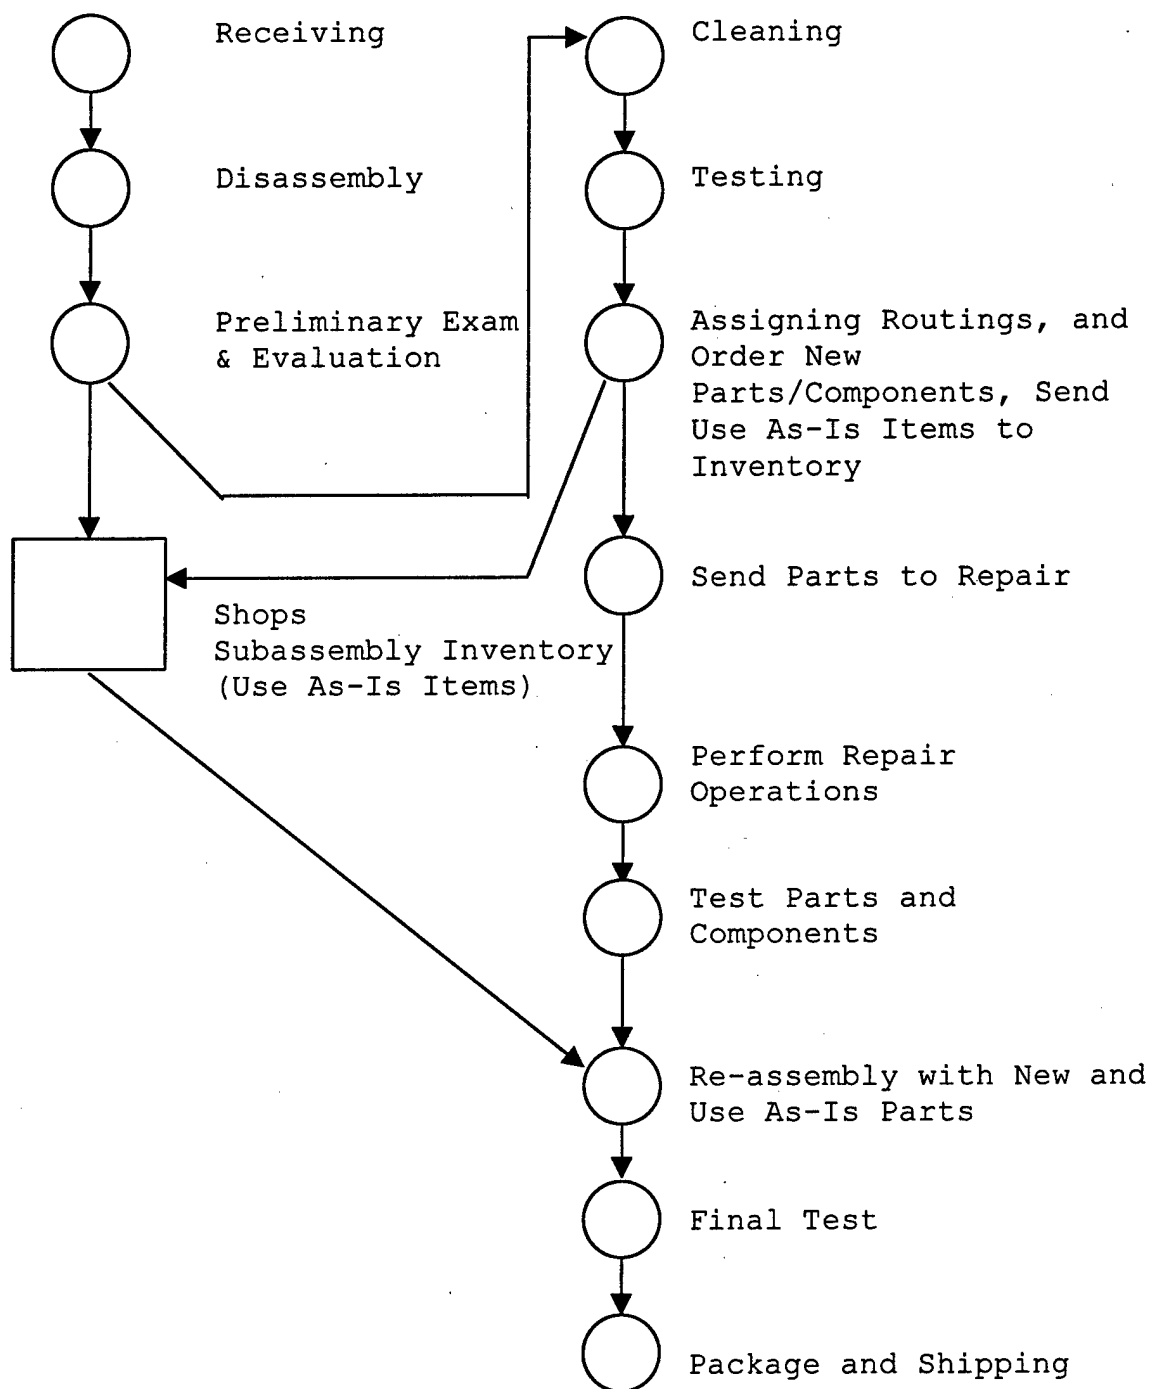 Receiving
Disassembly
Preliminary Exam
& Evaluation
Shops
Subassembly Inventory
(Use As-Is Items)
Cleaning
Testing
Assigning Routings, and
Order New
Parts/Components, Send
Use As-Is Items to
Inventory
Send Parts to Repair
Perform Repair
Operations
Test Parts and
Components
Re-assembly with New and
Use As-Is Parts
Final Test
Package and Shipping